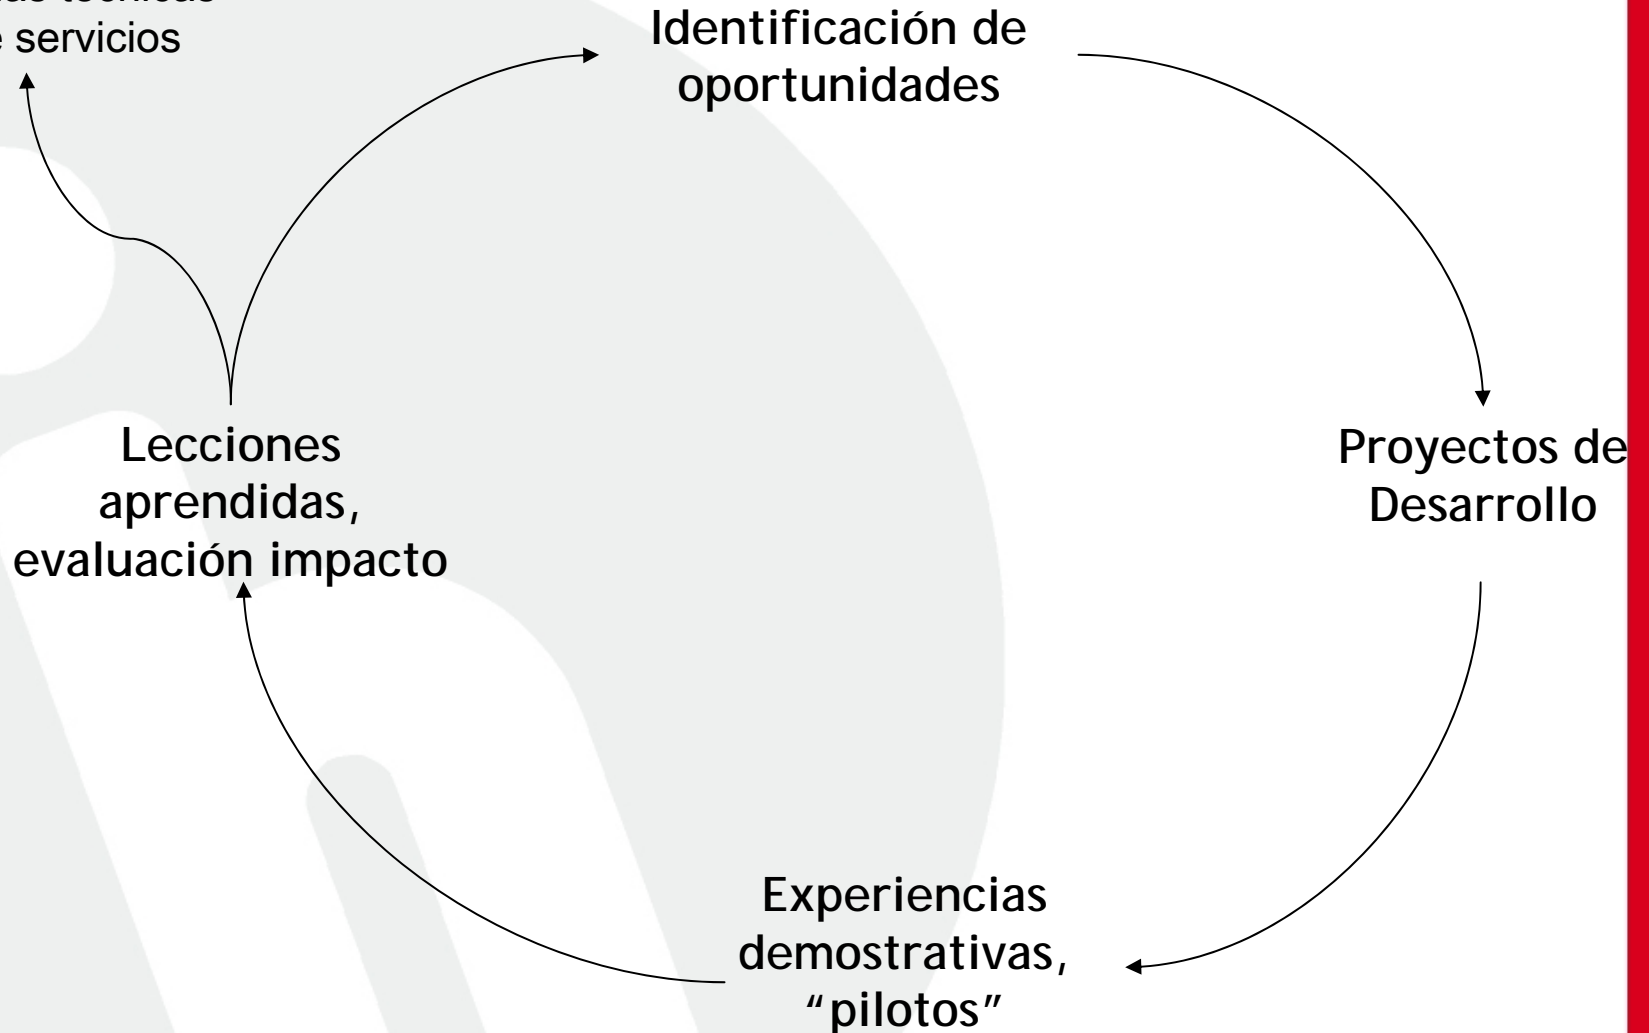 servicios
Identificación de
oportunidades
Proyectos de
Desarrollo
Experiencias
demostrativas,
“pilotos”
Lecciones
aprendidas,
evaluación impacto